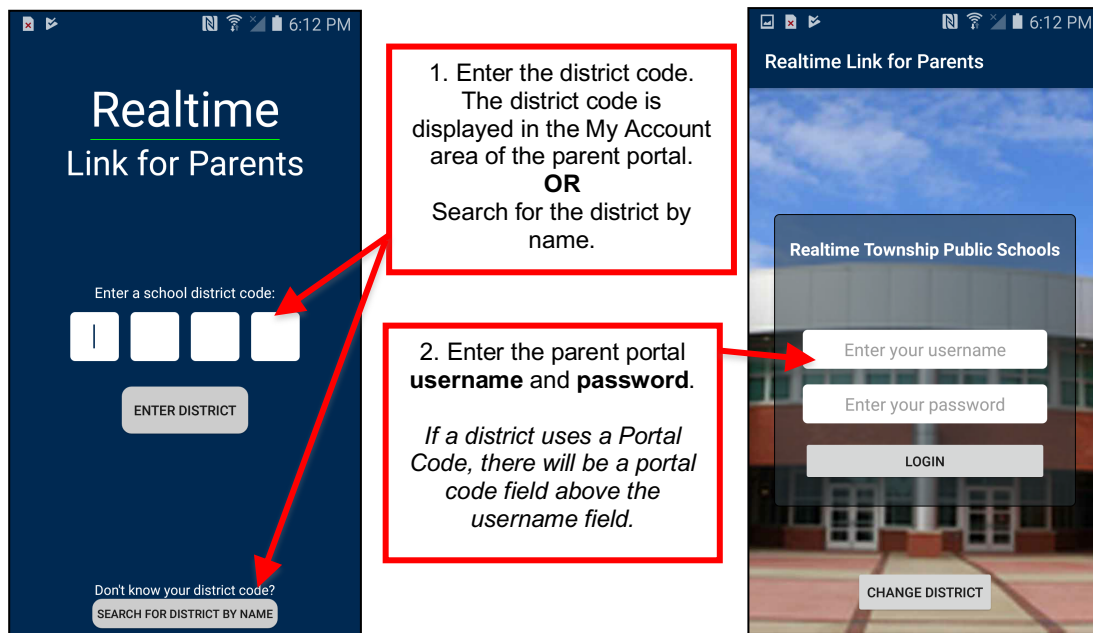 6:12 PM
Realtime
Link for Parents
Enter a school district code:
ENTER DISTRICT
Don't know your district code?
SEARCH FOR DISTRICT BY NAME
1. Enter the district code.
The district code is
displayed in the My Account
area of the parent portal.
OR
Search for the district by
name.
2. Enter the parent portal
username and password.
If a district uses a Portal
Code, there will be a portal
code field above the
username field.
6:12 PM
Realtime Link for Parents
Realtime Township Public Schools
Enter your username
Enter your password
LOGIN
CHANGE DISTRICT